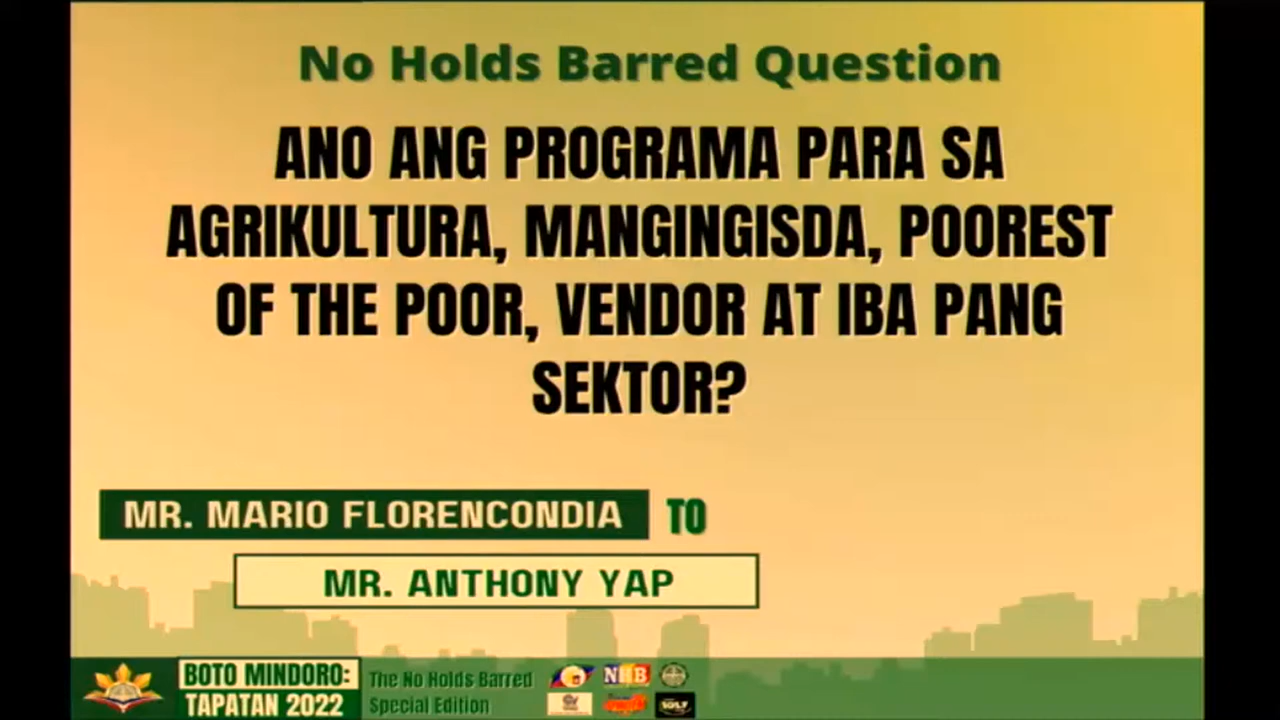 No Holds Barred Question
ANO ANG PROGRAMA PARA SA
AGRIKULTURA, MANGINGISDA, POOREST
OF THE POOR, VENDOR AT IBA PANG
SEKTOR?
MR. MARIO FLORENCONDIA TO
MR. ANTHONY YAP
BOTO MINDORO:
TAPATAN 2022
The No Holds Barred
Special Edition
NHB